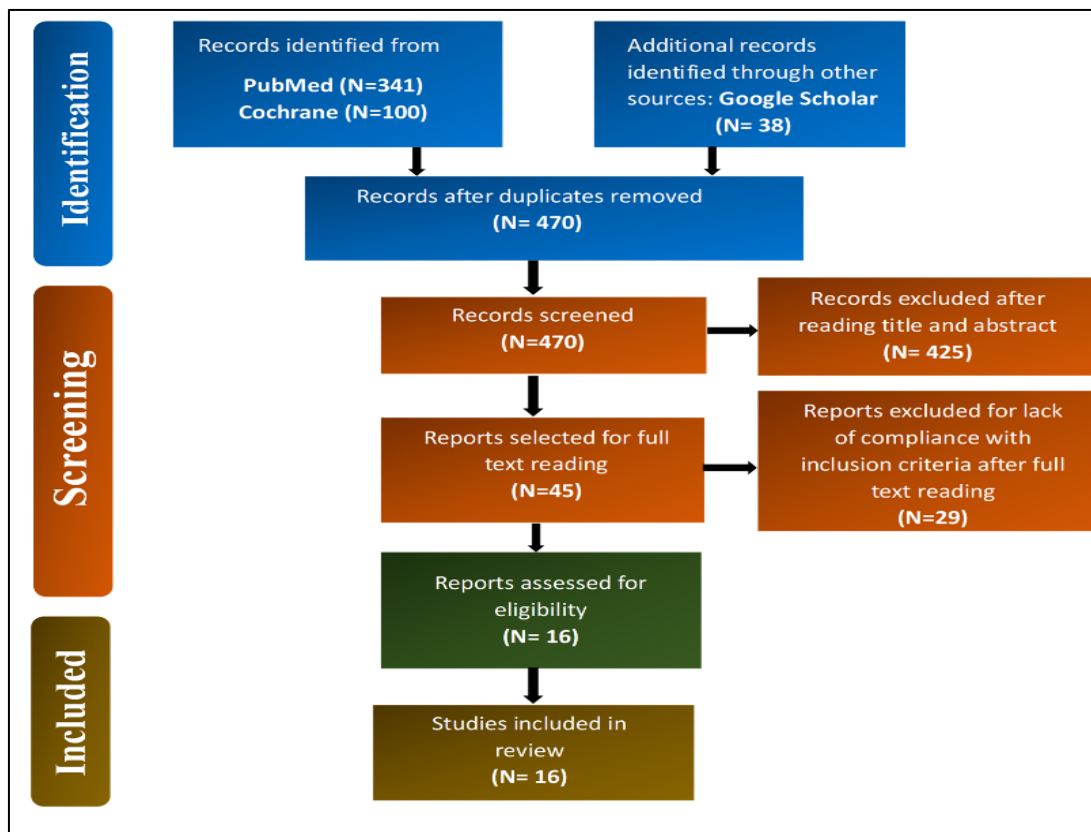 Identification
Records identified from
PubMed (N=341)
Cochrane (N=100)
Additional records
identified through other
sources: Google Scholar
(N= 38)
Records after duplicates removed
(N= 470)
Screening
Records screened
(N=470)
Records excluded after
reading title and abstract
(N= 425)
Reports selected for full
text reading
(N=45)
Reports excluded for lack
of compliance with
inclusion criteria after full
text reading
(N=29)
Reports assessed for
eligibility
(N= 16)
Included
Studies included in
review
(N= 16)